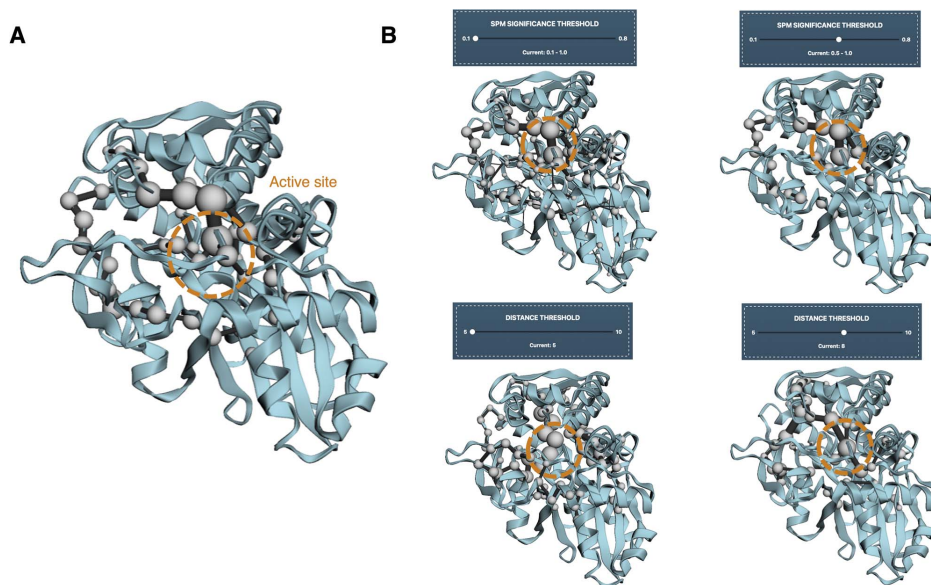 A
Active site
B
SPM SIGNIFICANCE THRESHOLD
0.1 0.8
Current: 0.1 - 1.0
SPM SIGNIFICANCE THRESHOLD
0.1 0.8
Current: 0.5 - 1.0
DISTANCE THRESHOLD
5 10
Current: 5
DISTANCE THRESHOLD
5 10
Current: 8